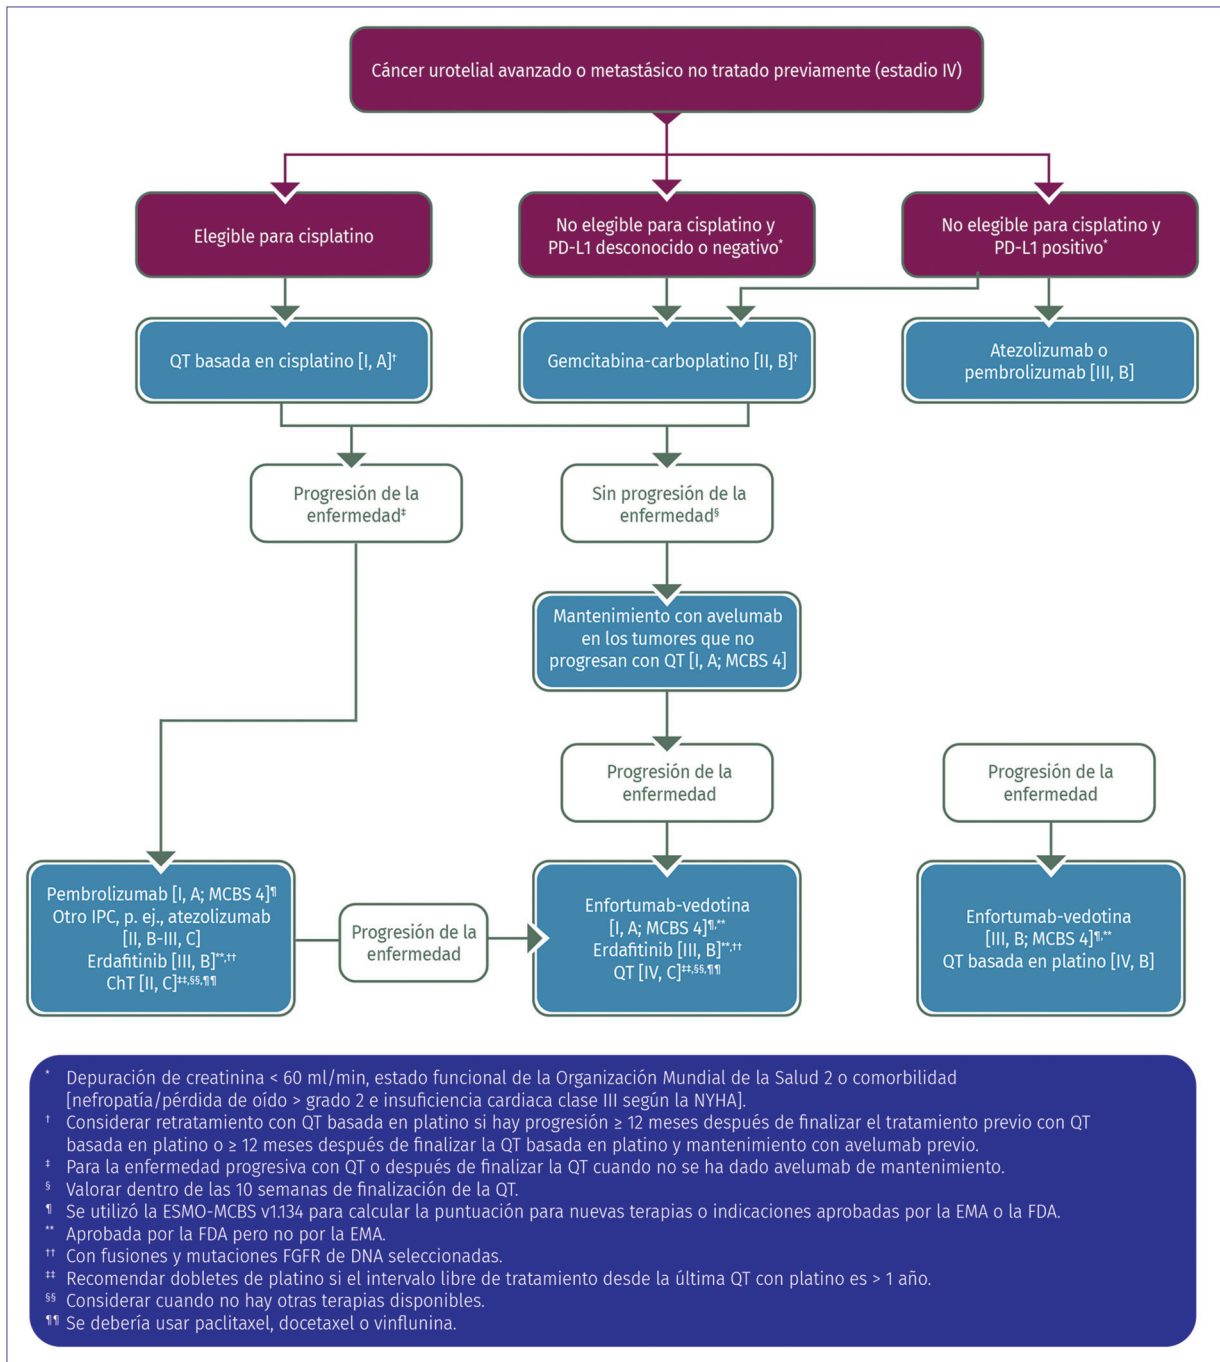 Cáncer urotelial avanzado o metastásico no tratado previamente (estadio IV)
Elegible para cisplatino
No elegible para cisplatino y
PD-L1 desconocido o negativo*
No elegible para cisplatino y
PD-L1 positivo*
QT basada en cisplatino [I, A]†
Gemcitabina-carboplatino [II, B]†
Atezolizumab o
pembrolizumab [III, B]
Progresión de la
enfermedad‡
Sin progresión de la
enfermedad§
Mantenimiento con avelumab
en los tumores que no
progresan con QT [I, A; MCBS 4]
Progresión de la
enfermedad
Progresión de la
enfermedad
Pembrolizumab [I, A; MCBS 4]¶
Otro IPC, p. ej., atezolizumab
[II, B-III, C]
Erdafitinib [III, B]**,††
ChT [II, C]‡‡,§§,¶¶
Progresión de la
enfermedad
Enfortumab-vedotina
[I, A; MCBS 4]¶,**
Erdafitinib [III, B]**,††
QT [IV, C]‡‡,§§,¶¶
Enfortumab-vedotina
[III, B; MCBS 4]¶,**
QT basada en platino [IV, B]
* Depuración de creatinina < 60 ml/min, estado funcional de la Organización Mundial de la Salud 2 o comorbilidad
[nefropatía/pérdida de oído > grado 2 e insuficiencia cardiaca clase III según la NYHA].
† Considerar retratamiento con QT basada en platino si hay progresión ≥ 12 meses después de finalizar el tratamiento previo con QT
basada en platino o ≥ 12 meses después de finalizar la QT basada en platino y mantenimiento con avelumab previo.
‡ Para la enfermedad progresiva con QT o después de finalizar la QT cuando no se ha dado avelumab de mantenimiento.
§ Valorar dentro de las 10 semanas de finalización de la QT.
¶ Se utilizó la ESMO-MCBS v1.134 para calcular la puntuación para nuevas terapias o indicaciones aprobadas por la EMA o la FDA.
** Aprobada por la FDA pero no por la EMA.
†† Con fusiones y mutaciones FGFR de DNA seleccionadas.
‡‡ Recomendar dobletes de platino si el intervalo libre de tratamiento desde la última QT con platino es > 1 año.
§§ Considerar cuando no hay otras terapias disponibles.
¶¶ Se debería usar paclitaxel, docetaxel o vinflunina.